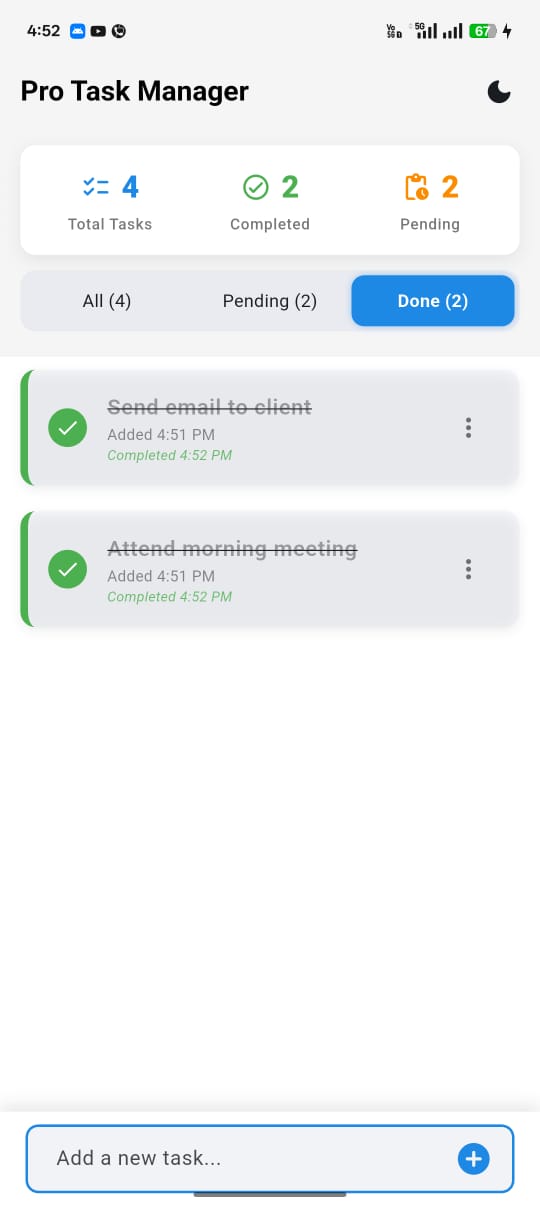 4:52
Vo
5G D
5G
67
Pro Task Manager
4
Total Tasks
2
Completed
2
Pending
All (4)
Pending (2)
Done (2)
Send email to client
Added 4:51 PM
Completed 4:52 PM
Attend morning meeting
Added 4:51 PM
Completed 4:52 PM
Add a new task...